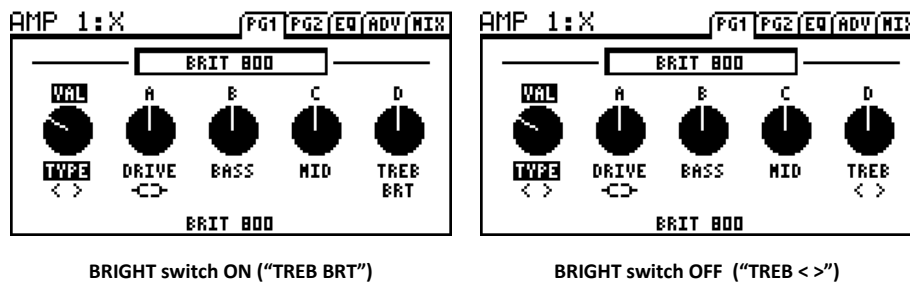 AMP 1:X PG1 PG2 EQ ADV MIX
BRIT 800
VAL A B C D
TYPE DRIVE BASS MID TREB
< > BRT
BRIT 800
BRIGHT switch ON (“TREB BRT”)
AMP 1:X PG1 PG2 EQ ADV MIX
BRIT 800
VAL A B C D
TYPE DRIVE BASS MID TREB
< > < >
BRIT 800
BRIGHT switch OFF (“TREB < >”)